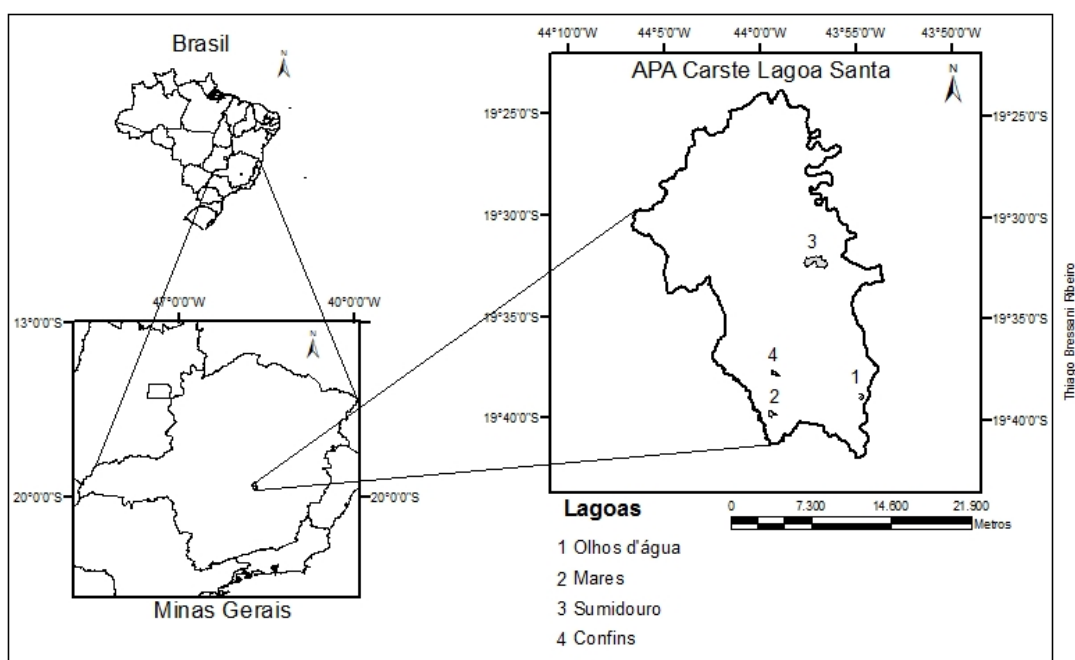 Brasil
N
47°0'0"W
40°0'0"W
13°0'0"S
N
20°0'0"S
20°0'0"S
Minas Gerais
44°10'0"W
44°5'0"W
44°0'0"W
43°55'0"W
43°50'0"W
APA Carste Lagoa Santa
N
19°25'0"S
19°25'0"S
19°30'0"S
19°30'0"S
3
19°35'0"S
19°35'0"S
4
1
2
19°40'0"S
19°40'0"S
Lagoas
0
7.300
14.600
21.900
Metros
1 Olhos d'água
2 Mares
3 Sumidouro
4 Confins
Thiago Bressani Ribeiro